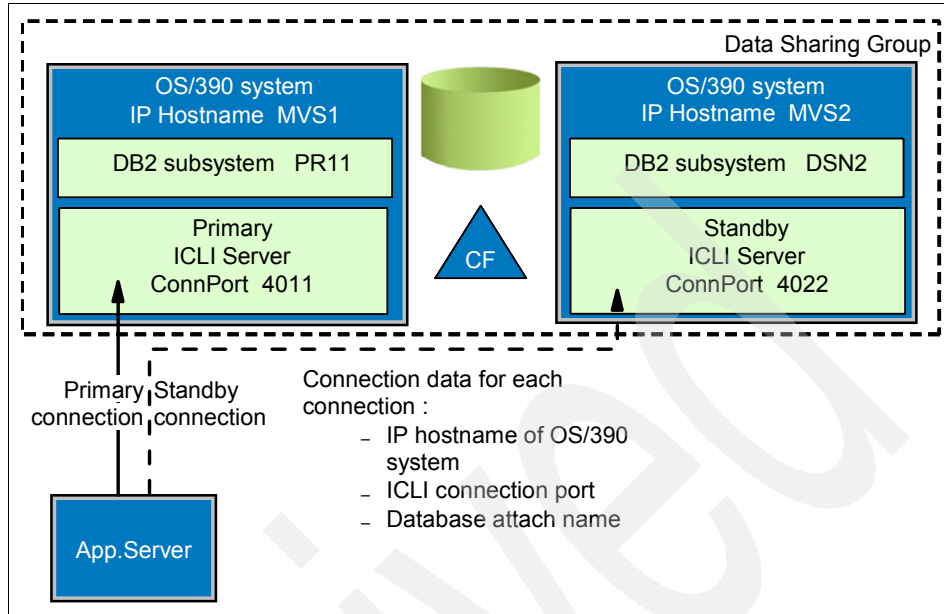 Data Sharing Group
OS/390 system
IP Hostname MVS1
DB2 subsystem PR11
Primary
ICLI Server
ConnPort 4011
CF
OS/390 system
IP Hostname MVS2
DB2 subsystem DSN2
Standby
ICLI Server
ConnPort 4022
Primary
connection
Standby
connection
Connection data for each
connection :
– IP hostname of OS/390
system
– ICLI connection port
– Database attach name
App.Server